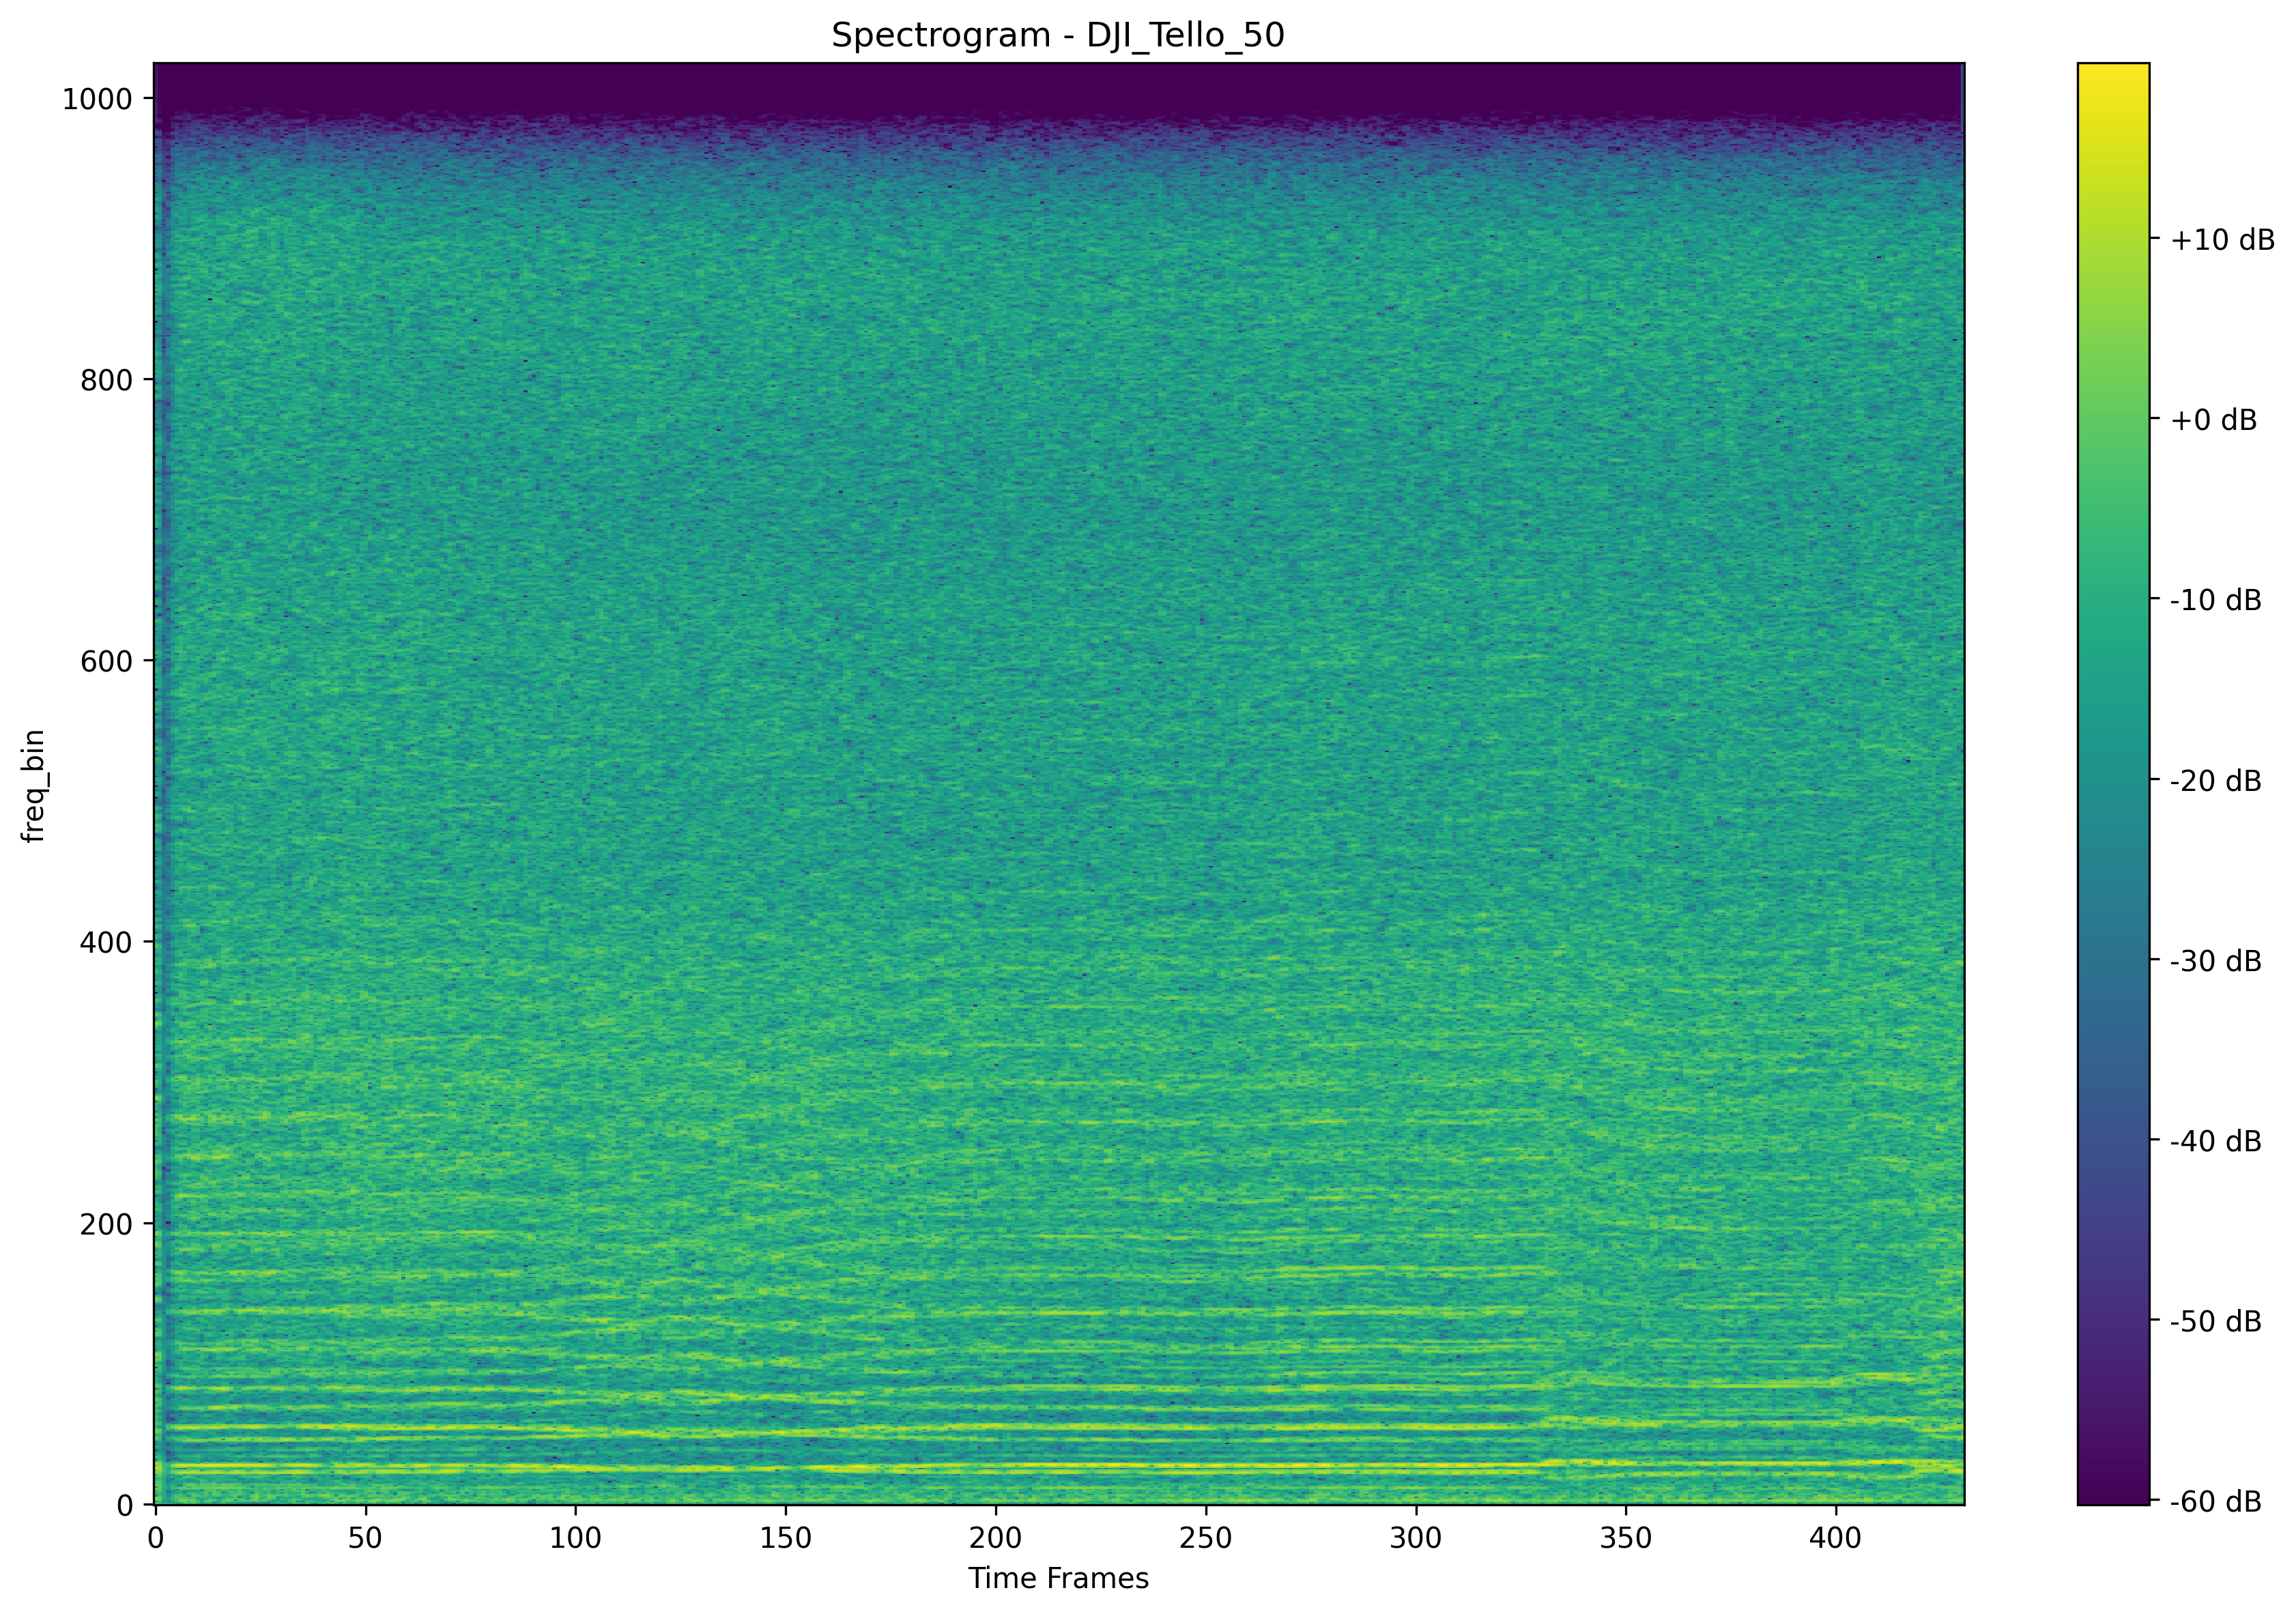 Spectrogram - DJI_Tello_50
1000
800
600
400
200
0
freq_bin
0 50 100 150 200 250 300 350 400
Time Frames
+10 dB
+0 dB
-10 dB
-20 dB
-30 dB
-40 dB
-50 dB
-60 dB